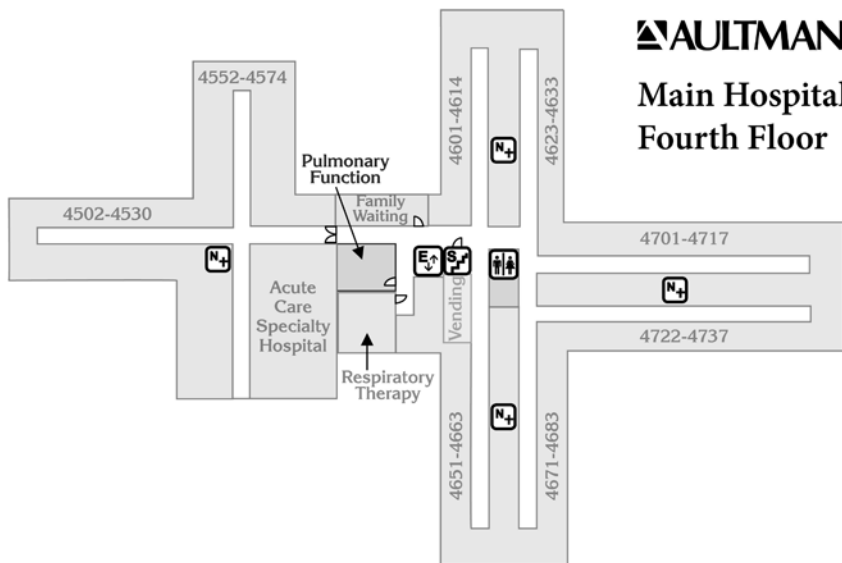 AULTMAN
Main Hospital
Fourth Floor
4552-4574
4601-4614
4623-4633
Pulmonary
Function
Family
Waiting
4502-4530
4701-4717
N+
N+
E
S
N+
Acute
Care
Specialty
Hospital
Vending
4722-4737
Respiratory
Therapy
N+
4651-4663
4671-4683